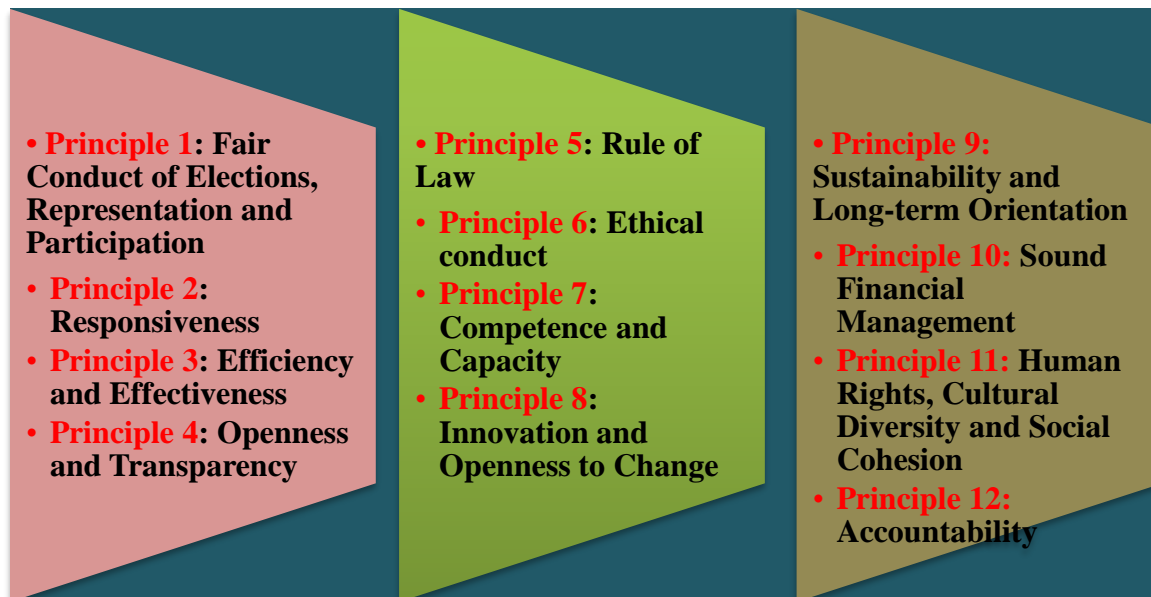 • Principle 1: Fair
Conduct of Elections,
Representation and
Participation
• Principle 2:
Responsiveness
• Principle 3: Efficiency
and Effectiveness
• Principle 4: Openness
and Transparency
• Principle 5: Rule of
Law
• Principle 6: Ethical
conduct
• Principle 7:
Competence and
Capacity
• Principle 8:
Innovation and
Openness to Change
• Principle 9:
Sustainability and
Long-term Orientation
• Principle 10: Sound
Financial
Management
• Principle 11: Human
Rights, Cultural
Diversity and Social
Cohesion
• Principle 12:
Accountability